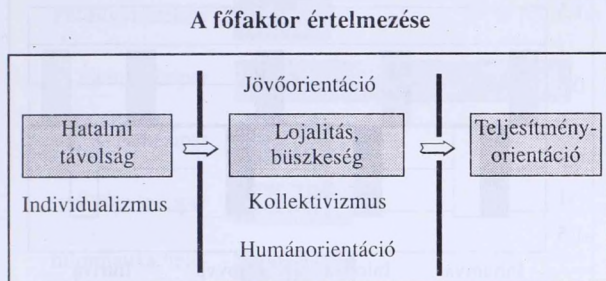 A főfaktor értelmezése
Jövőorientáció
Hatalmi
távolság
Lojalitás,
büszkeség
Teljesítmény-
orientáció
Individualizmus
Kollektivizmus
Humánorientáció